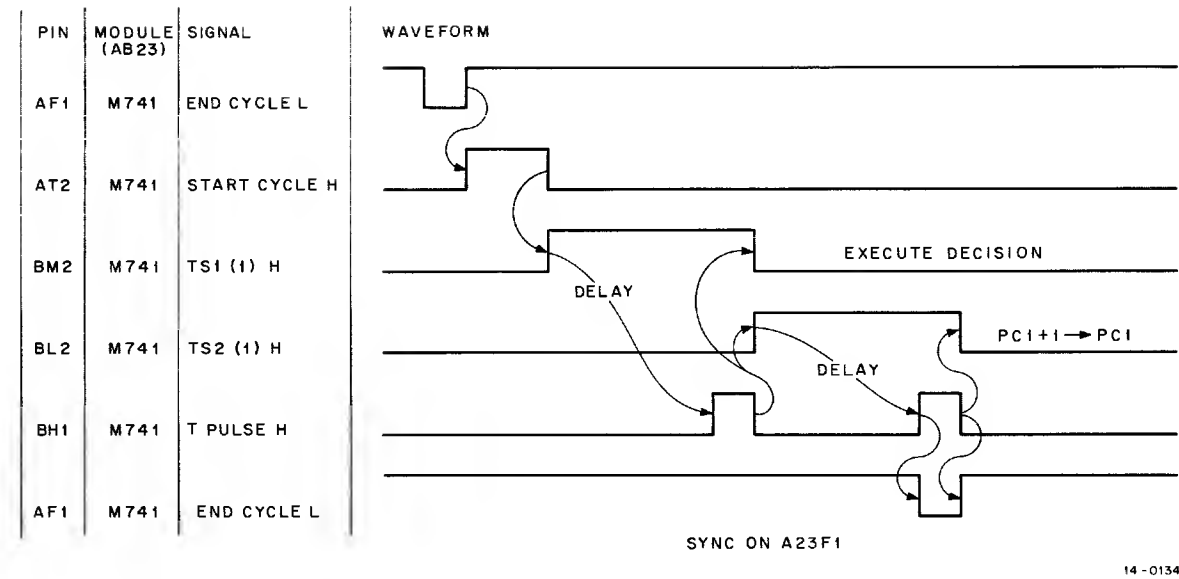 PIN MODULE (AB23) SIGNAL WAVEFORM
AF1 M741 END CYCLE L
AT2 M741 START CYCLE H
BM2 M741 TS1 (1) H EXECUTE DECISION
DELAY
BL2 M741 TS2 (1) H PC1+1→PC1
DELAY
BH1 M741 T PULSE H
AF1 M741 END CYCLE L
SYNC ON A23F1
14-0134